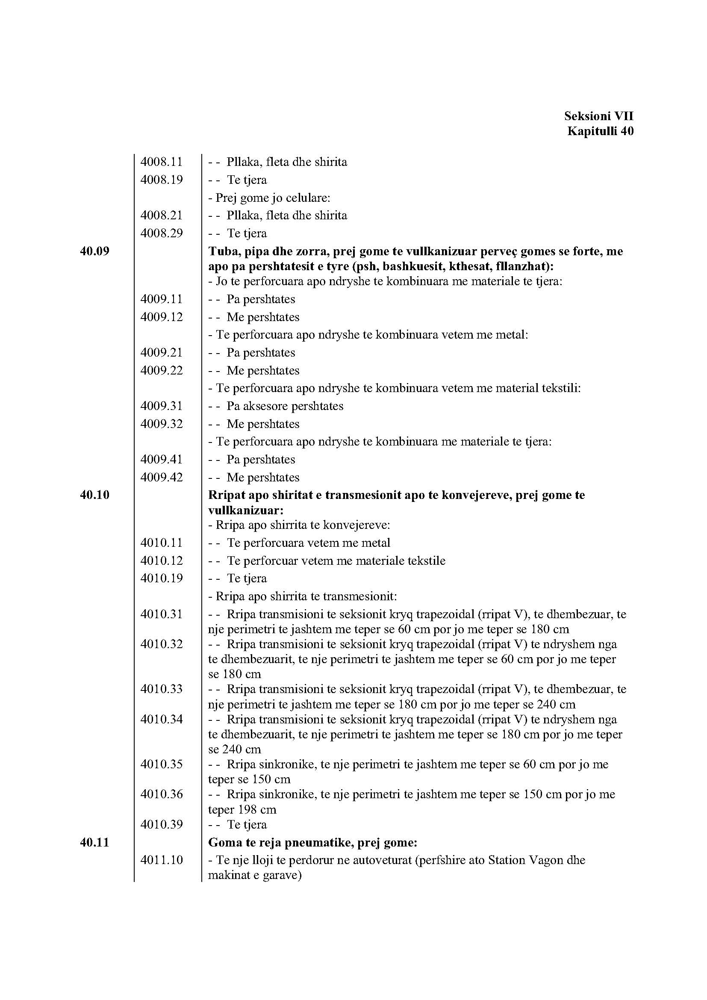 Seksioni VII
Kapitulli 40
4008.11 - - Pllaka, fleta dhe shirita
4008.19 - - Te tjera
- Prej gome jo celulare:
4008.21 - - Pllaka, fleta dhe shirita
4008.29 - - Te tjera
40.09 Tuba, pipa dhe zorra, prej gome te vullkanizuar perveç gomes se forte, me
apo pa pershtatesit e tyre (psh, bashkuesit, kthesat, fllanzhat):
- Jo te perforcuara apo ndryshe te kombinuara me materiale te tjera:
4009.11 - - Pa pershtates
4009.12 - - Me pershtates
- Te perforcuara apo ndryshe te kombinuara vetem me metal:
4009.21 - - Pa pershtates
4009.22 - - Me pershtates
- Te perforcuara apo ndryshe te kombinuara vetem me material tekstili:
4009.31 - - Pa aksesore pershtates
4009.32 - - Me pershtates
- Te perforcuara apo ndryshe te kombinuara me materiale te tjera:
4009.41 - - Pa pershtates
4009.42 - - Me pershtates
40.10 Rripat apo shiritat e transmesionit apo te konvejereve, prej gome te
vullkanizuar:
- Rripa apo shirrita te konvejereve:
4010.11 - - Te perforcuara vetem me metal
4010.12 - - Te perforcuar vetem me materiale tekstile
4010.19 - - Te tjera
- Rripa apo shirrita te transmesionit:
4010.31 - - Rripa transmisioni te seksionit kryq trapezoidal (rripat V), te dhembezuar, te
nje perimetri te jashtem me teper se 60 cm por jo me teper se 180 cm
4010.32 - - Rripa transmisioni te seksionit kryq trapezoidal (rripat V) te ndryshem nga
te dhembezuarit, te nje perimetri te jashtem me teper se 60 cm por jo me teper
se 180 cm
4010.33 - - Rripa transmisioni te seksionit kryq trapezoidal (rripat V), te dhembezuar, te
nje perimetri te jashtem me teper se 180 cm por jo me teper se 240 cm
4010.34 - - Rripa transmisioni te seksionit kryq trapezoidal (rripat V) te ndryshem nga
te dhembezuarit, te nje perimetri te jashtem me teper se 180 cm por jo me teper
se 240 cm
4010.35 - - Rripa sinkronike, te nje perimetri te jashtem me teper se 60 cm por jo me
teper se 150 cm
4010.36 - - Rripa sinkronike, te nje perimetri te jashtem me teper se 150 cm por jo me
teper 198 cm
4010.39 - - Te tjera
40.11 Goma te reja pneumatike, prej gome:
4011.10 - Te nje lloji te perdorur ne autoveturat (perfshire ato Station Vagon dhe
makinat e garave)